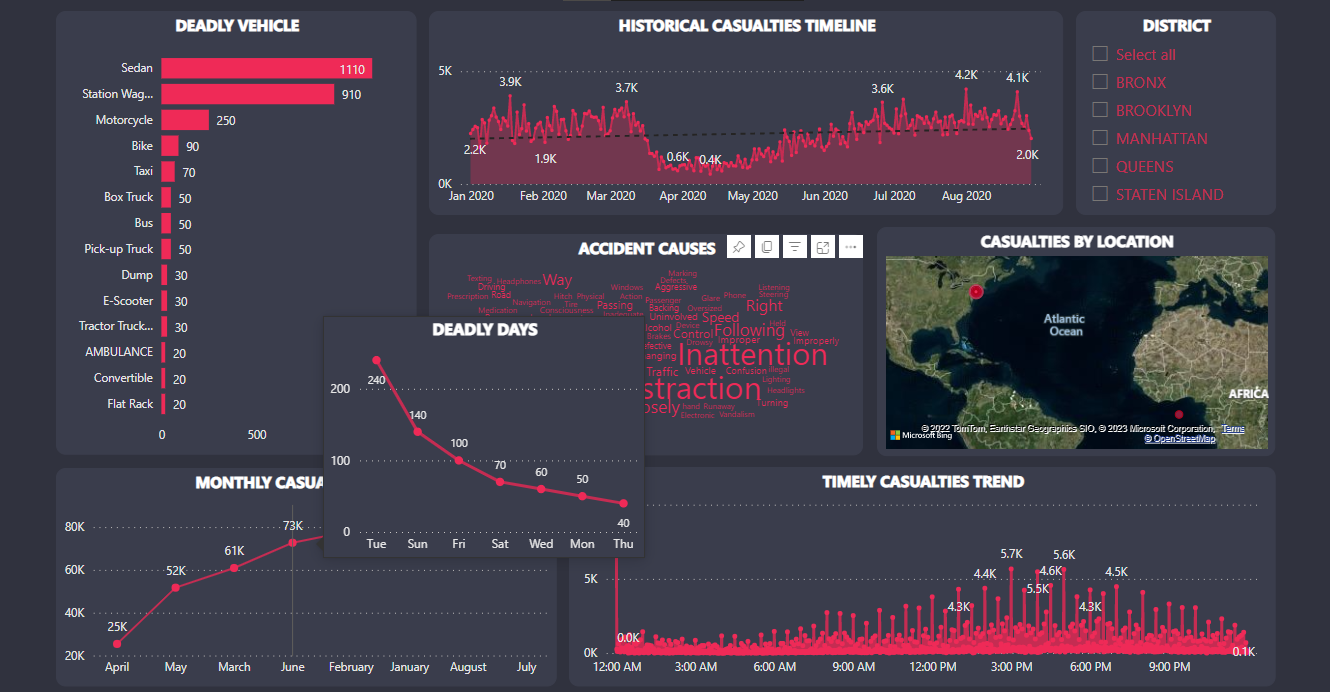 DEADLY VEHICLE
Sedan 1110
Station Wag... 910
Motorcycle 250
Bike 90
Taxi 70
Box Truck 50
Bus 50
Pick-up Truck 50
Dump 30
E-Scooter 30
Tractor Truck... 30
AMBULANCE 20
Convertible 20
Flat Rack 20
0 500
HISTORICAL CASUALTIES TIMELINE
5K
0K
2.2K 3.9K 1.9K 3.7K 0.6K 0.4K 3.6K 4.2K 4.1K 2.0K
Jan 2020 Feb 2020 Mar 2020 Apr 2020 May 2020 Jun 2020 Jul 2020 Aug 2020
DISTRICT
Select all
BRONX
BROOKLYN
MANHATTAN
QUEENS
STATEN ISLAND
ACCIDENT CAUSES
Texting Headphones Way Marking
Driving Windows Defects Aggressive Listening
Prescription Road Hitch Physical Action Passenger Glare Phone Steering
Navigation Tire Passing Backing Oversized Right
Medication Consciousness Uninvolved Speed Hold
Device Control Following View
Brakes Drowsy Improper Improperly
Inattention
Traffic Vehicle Confusion illegal
Lighting
straction Headlights
osely hand Runaway Turning
Electronic Vandalism
CASUALTIES BY LOCATION
Atlantic
Ocean
AFRICA
© 2022 TomTom, Earthstar Geographics SIO, © 2023 Microsoft Corporation, Terms
Microsoft Bing © OpenStreetMap
DEADLY DAYS
200
100
0
240 140 100 70 60 50 40
Tue Sun Fri Sat Wed Mon Thu
MONTHLY CASUA
80K
60K
40K
20K
25K 52K 61K 73K
April May March June February January August July
TIMELY CASUALTIES TREND
5K
0K
0.0K 4.3K 4.4K 5.7K 5.5K 4.6K 5.6K 4.3K 4.5K 0.1K
12:00 AM 3:00 AM 6:00 AM 9:00 AM 12:00 PM 3:00 PM 6:00 PM 9:00 PM